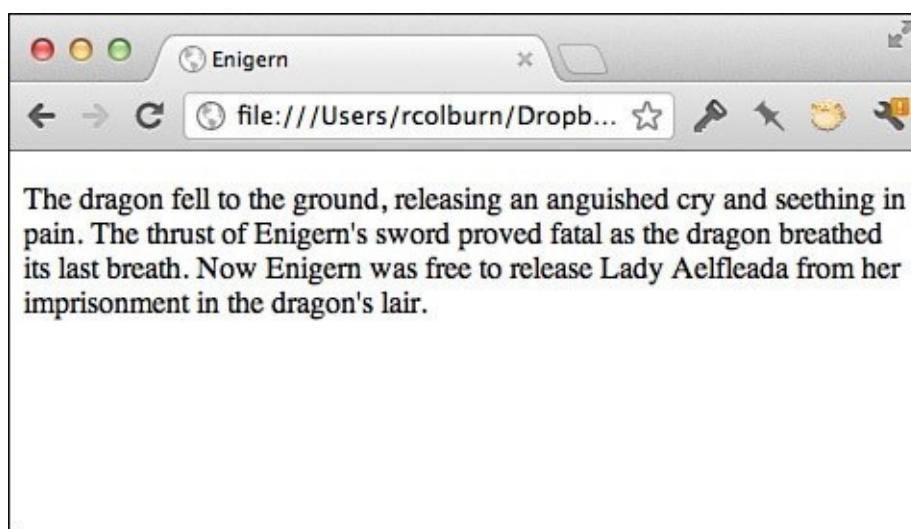 Enigern
file:///Users/rcolburn/Dropb...
The dragon fell to the ground, releasing an anguished cry and seething in
pain. The thrust of Enigern's sword proved fatal as the dragon breathed
its last breath. Now Enigern was free to release Lady Aelfleada from her
imprisonment in the dragon's lair.